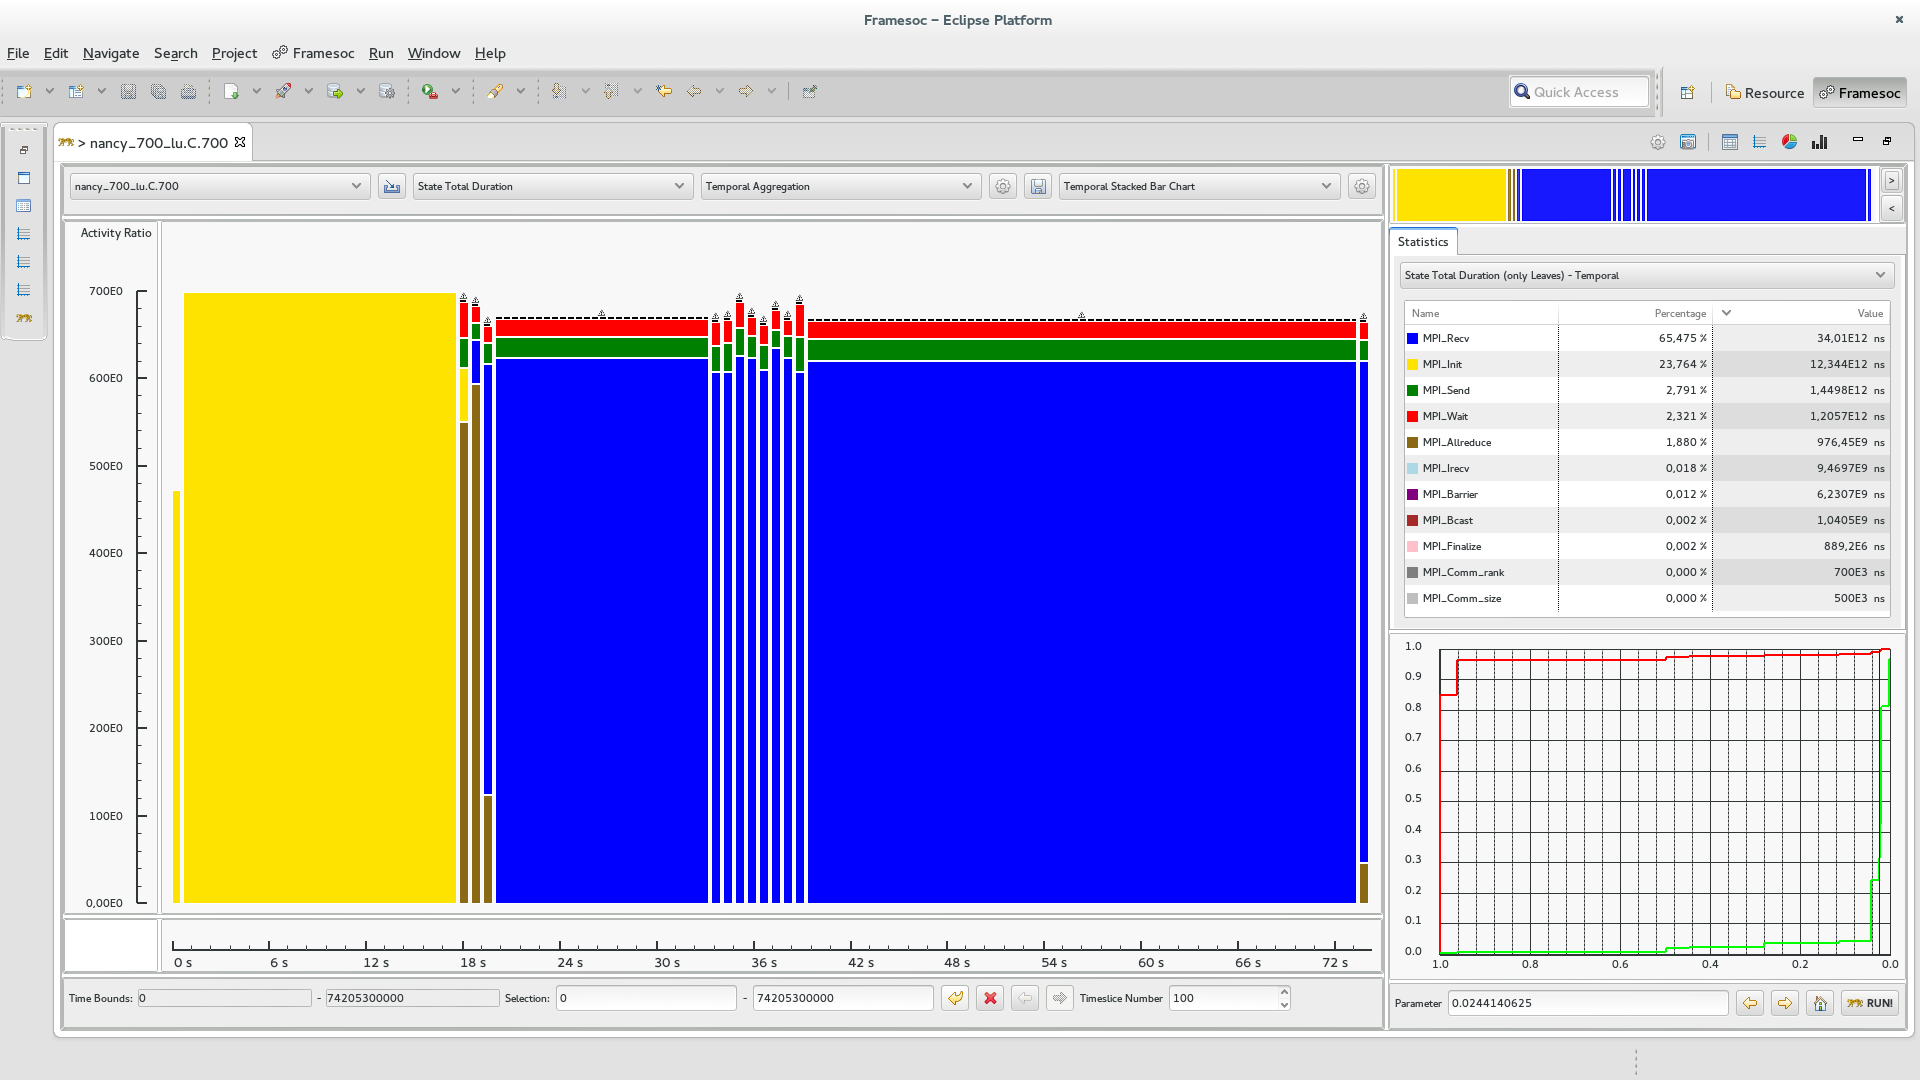 Framesoc – Eclipse Platform
File Edit Navigate Search Project Framesoc Run Window Help
Quick Access
Resource
Framesoc
> nancy_700_lu.C.700
nancy_700_lu.C.700
State Total Duration
Temporal Aggregation
Temporal Stacked Bar Chart
>
<
Activity Ratio
700E0
600E0
500E0
400E0
300E0
200E0
100E0
0,00E0
0 s 6 s 12 s 18 s 24 s 30 s 36 s 42 s 48 s 54 s 60 s 66 s 72 s
Time Bounds: 0 - 74205300000 Selection: 0 - 74205300000 Timeslice Number 100
Statistics
State Total Duration (only Leaves) - Temporal
Name Percentage Value
MPI_Recv 65,475 % 34,01E12 ns
MPI_Init 23,764 % 12,344E12 ns
MPI_Send 2,791 % 1,4498E12 ns
MPI_Wait 2,321 % 1,2057E12 ns
MPI_Allreduce 1,880 % 976,45E9 ns
MPI_Irecv 0,018 % 9,4697E9 ns
MPI_Barrier 0,012 % 6,2307E9 ns
MPI_Bcast 0,002 % 1,0405E9 ns
MPI_Finalize 0,002 % 889,2E6 ns
MPI_Comm_rank 0,000 % 700E3 ns
MPI_Comm_size 0,000 % 500E3 ns
1.0
0.9
0.8
0.7
0.6
0.5
0.4
0.3
0.2
0.1
0.0
1.0 0.8 0.6 0.4 0.2 0.0
Parameter 0.0244140625 RUN!